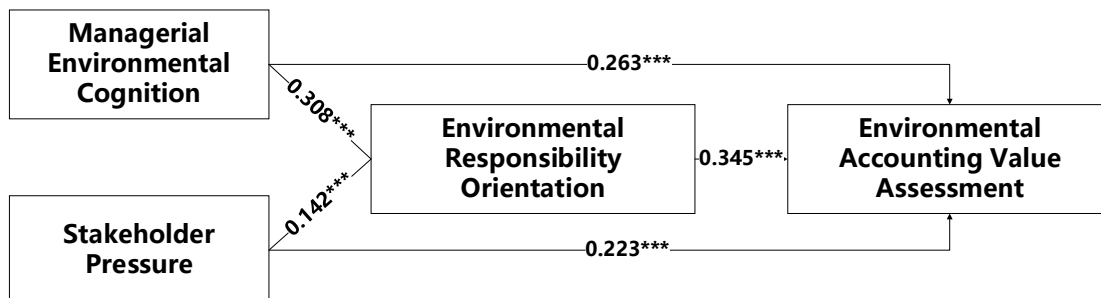 Managerial
Environmental
Cognition
0.263***
0.308***
Environmental
Responsibility
Orientation
0.345***
Environmental
Accounting Value
Assessment
0.142***
Stakeholder
Pressure
0.223***